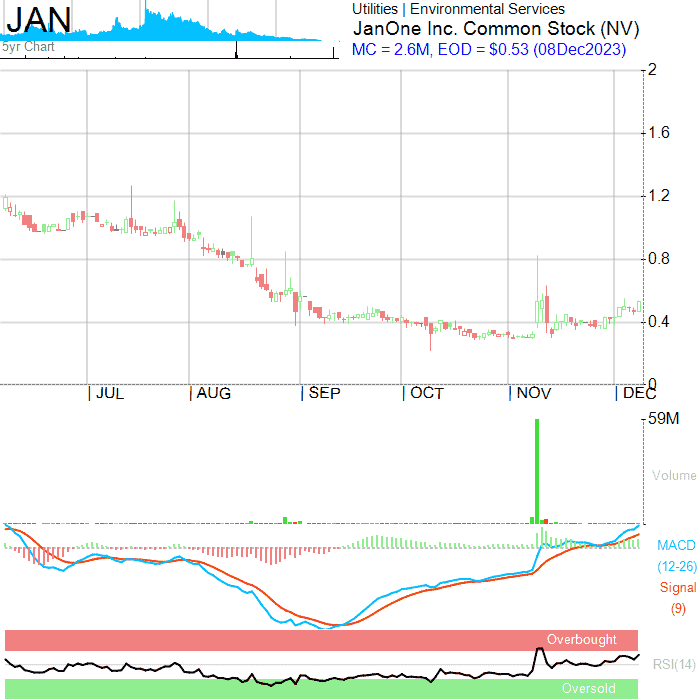 JAN
Utilities | Environmental Services
JanOne Inc. Common Stock (NV)
5yr Chart
MC = 2.6M, EOD = $0.53 (08Dec2023)
2
1.6
1.2
0.8
0.4
0
| JUL | AUG | SEP | OCT | NOV | DEC
59M
Volume
MACD
(12-26)
Signal
(9)
Overbought
RSI(14)
Oversold